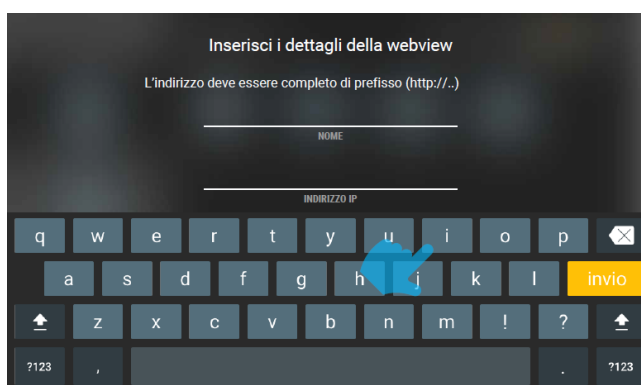 Inserisci i dettagli della webview
L'indirizzo deve essere completo di prefisso (http://..)
NOME
INDIRIZZO IP
q w e r t y u i o p
a s d f g h j k l invio
z x c v b n m ! ?
?123 , . ?123